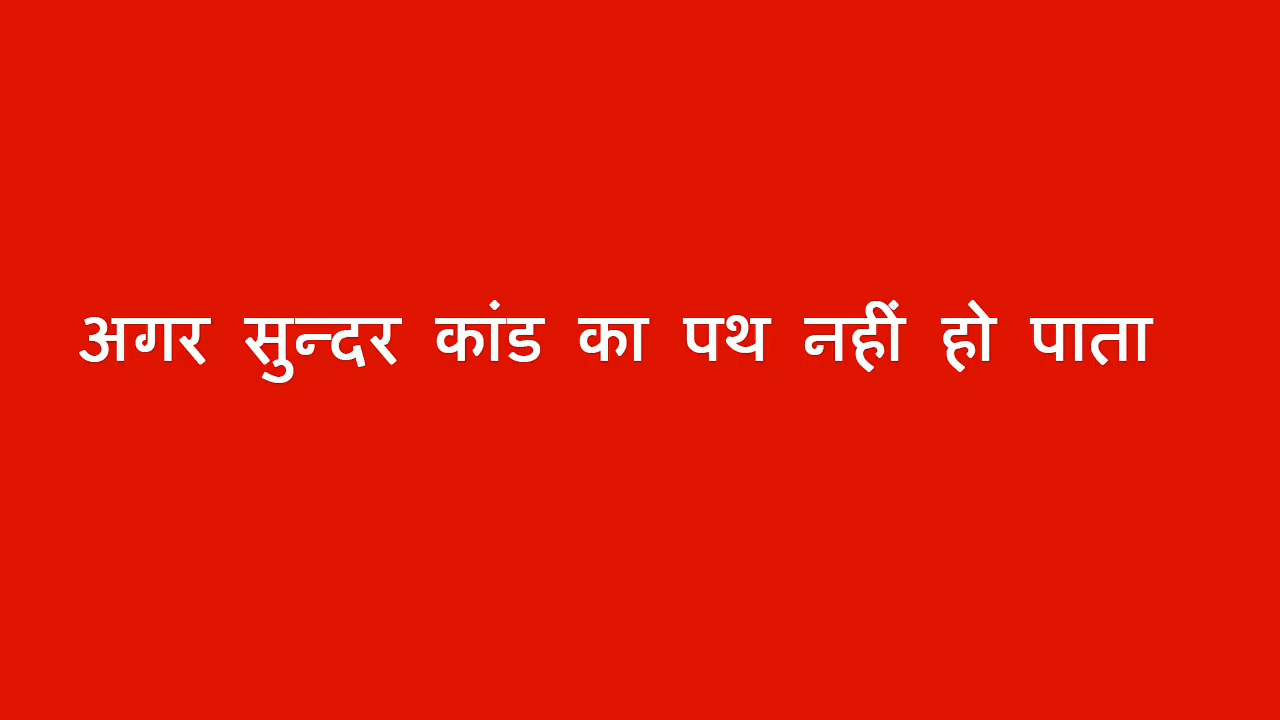 अगर सुन्दर कांड का पथ नहीं हो पाता